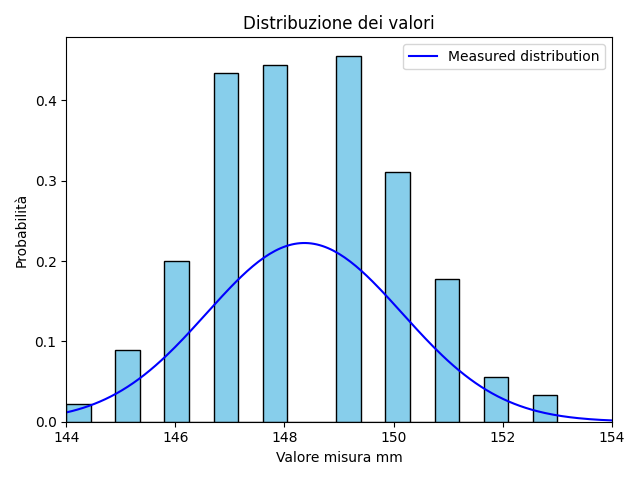 Distribuzione dei valori
Measured distribution
Probabilità
0.4
0.3
0.2
0.1
0.0
144 146 148 150 152 154
Valore misura mm